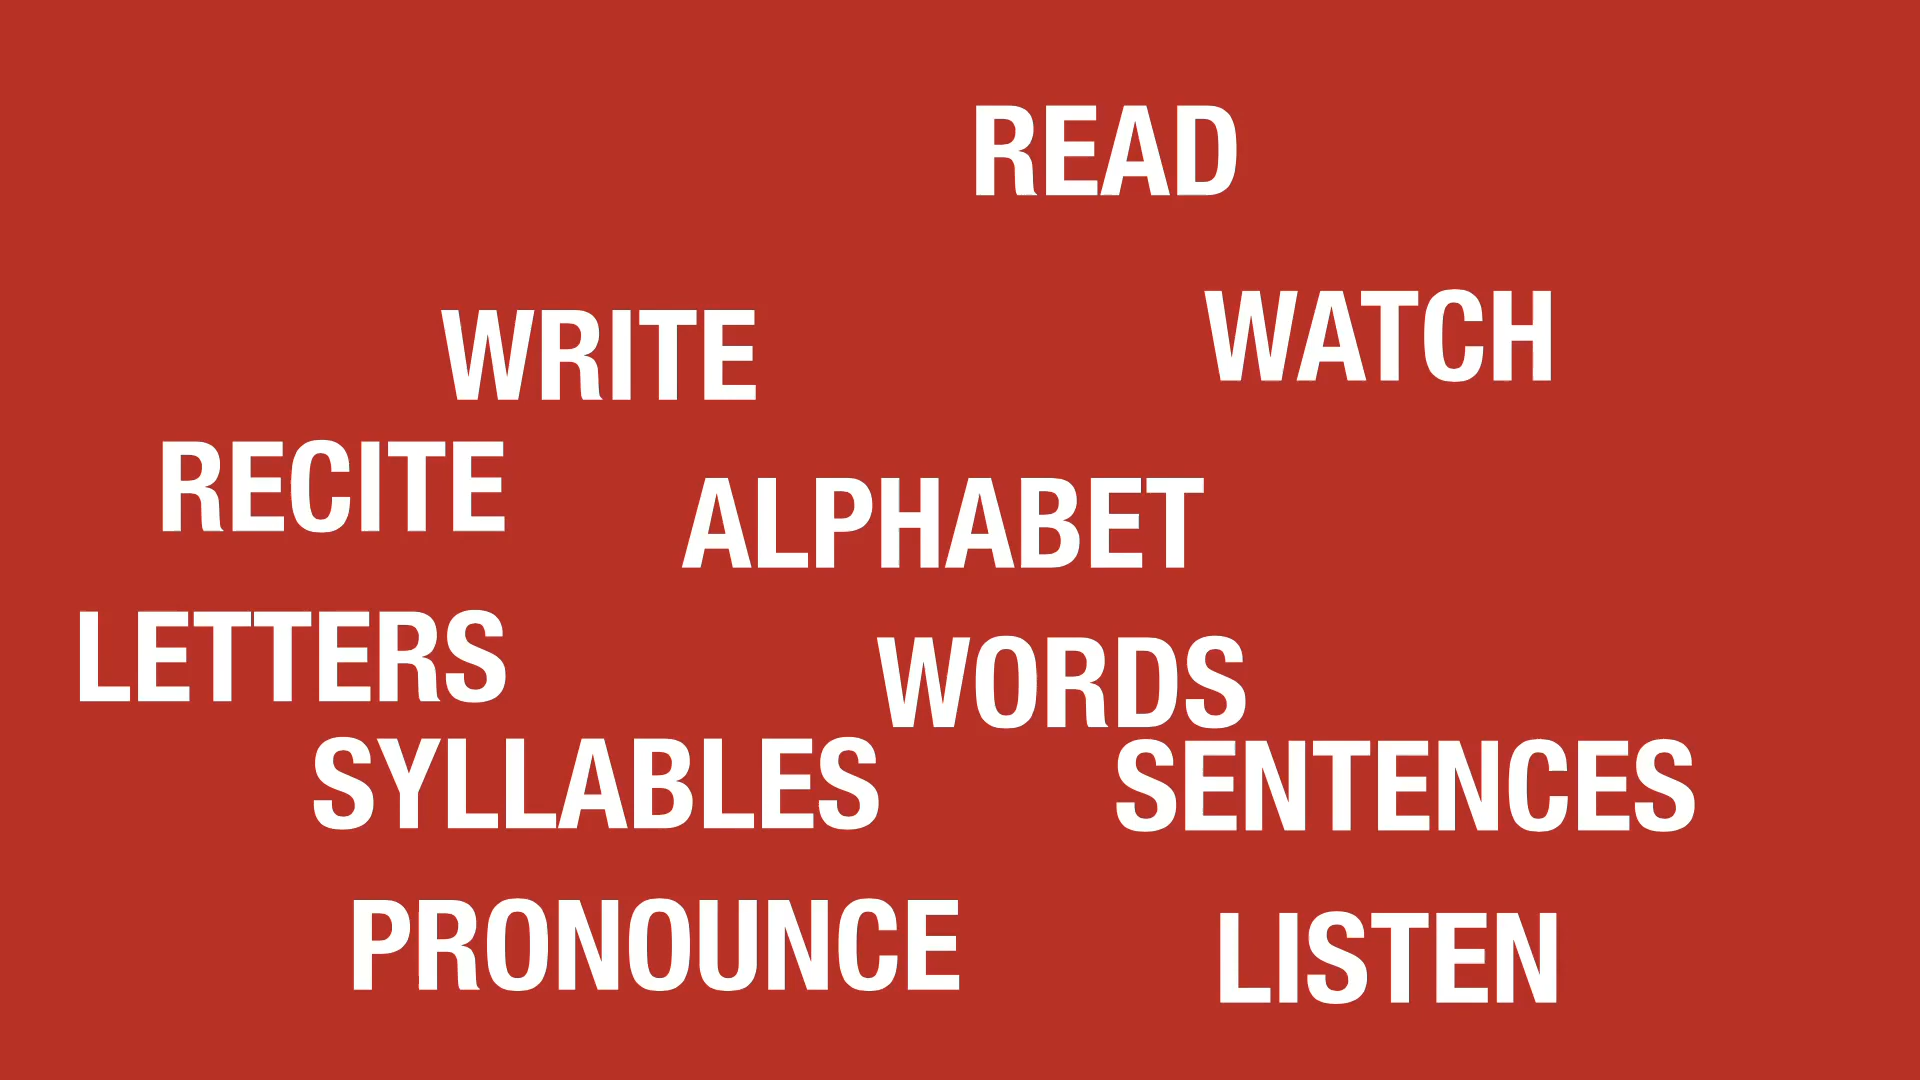 READ
WATCH
WRITE
RECITE
ALPHABET
LETTERS
WORDS
SYLLABLES
SENTENCES
PRONOUNCE
LISTEN